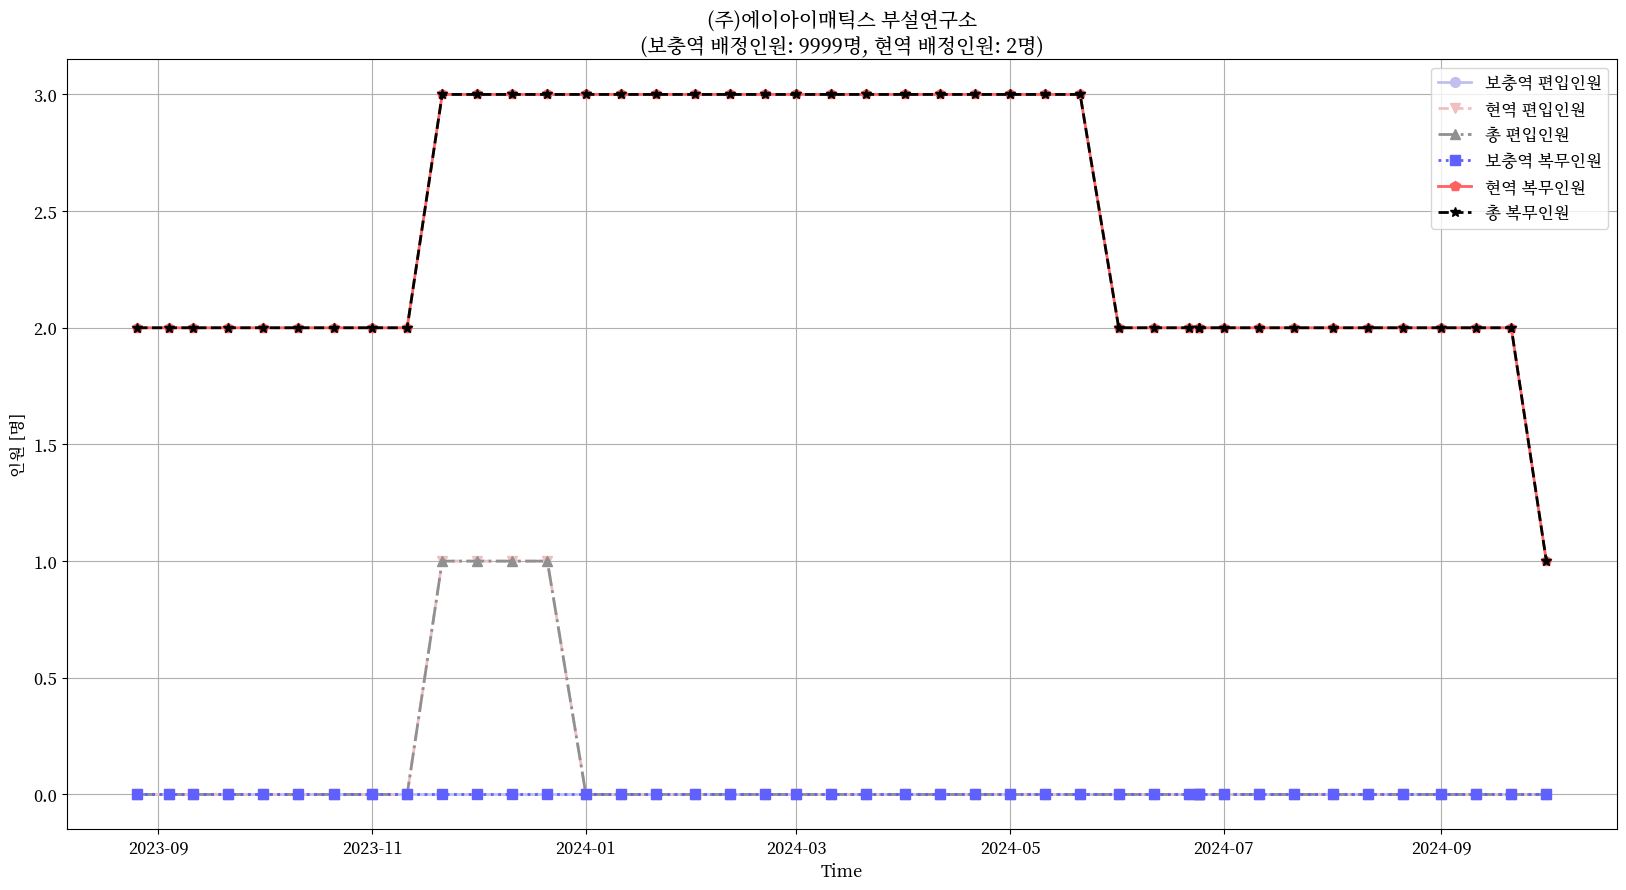 (주)에이아이매틱스 부설연구소
(보충역 배정인원: 9999명, 현역 배정인원: 2명)
보충역 편입인원
현역 편입인원
총 편입인원
보충역 복무인원
현역 복무인원
총 복무인원
인원 [명]
3.0
2.5
2.0
1.5
1.0
0.5
0.0
2023-09
2023-11
2024-01
2024-03
2024-05
2024-07
2024-09
Time